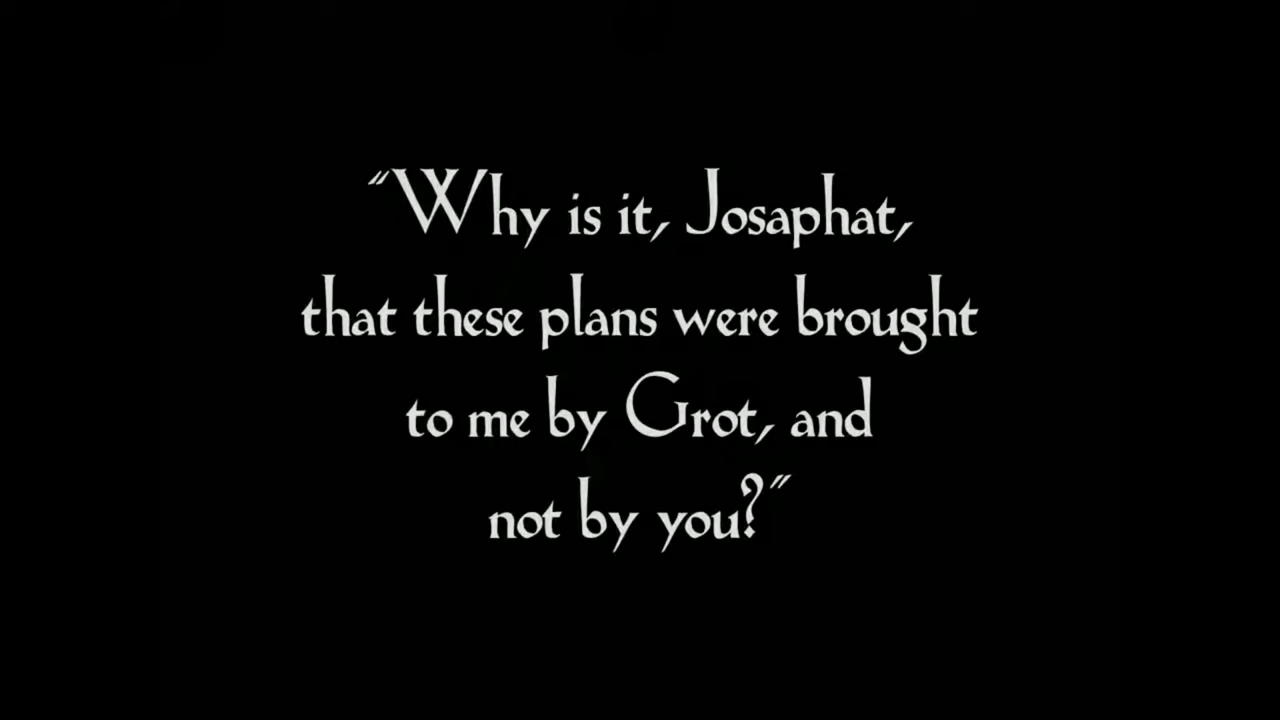 "Why is it, Josaphat,
that these plans were brought
to me by Grot, and
not by you?"